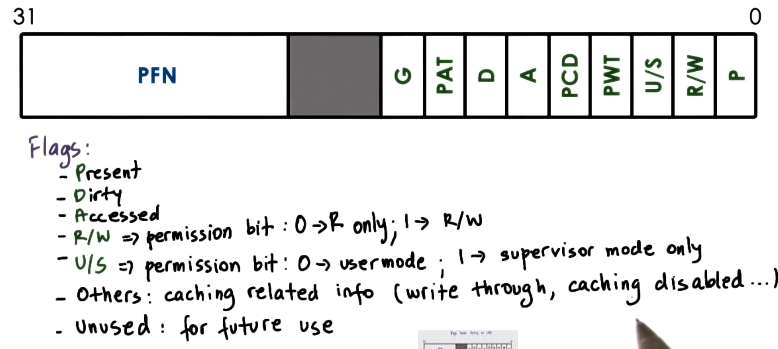 31 0
PFN G PAT D A PCD PWT U/S R/W P
Flags:
- Present
- Dirty
- Accessed
- R/W => permission bit : 0 → R only; 1 → R/W
- U/S => permission bit: 0 → usermode ; 1 → supervisor mode only
- Others: caching related info (write through, caching disabled...)
- Unused : for future use